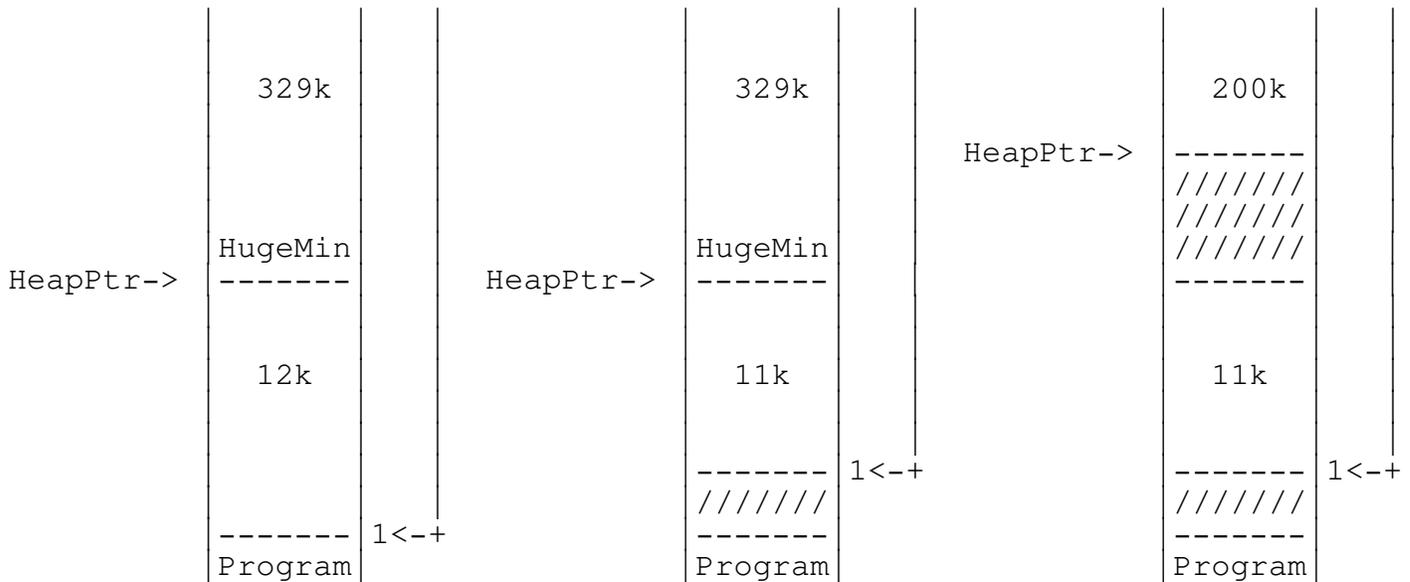 329k 329k 200k
HeapPtr-> -------
///////
///////
HugeMin HugeMin ///////
HeapPtr-> ------- HeapPtr-> ------- -------
12k 11k 11k
------- 1<-+ ------- 1<-+
/////// ///////
------- 1<-+ ------- -------
Program Program Program